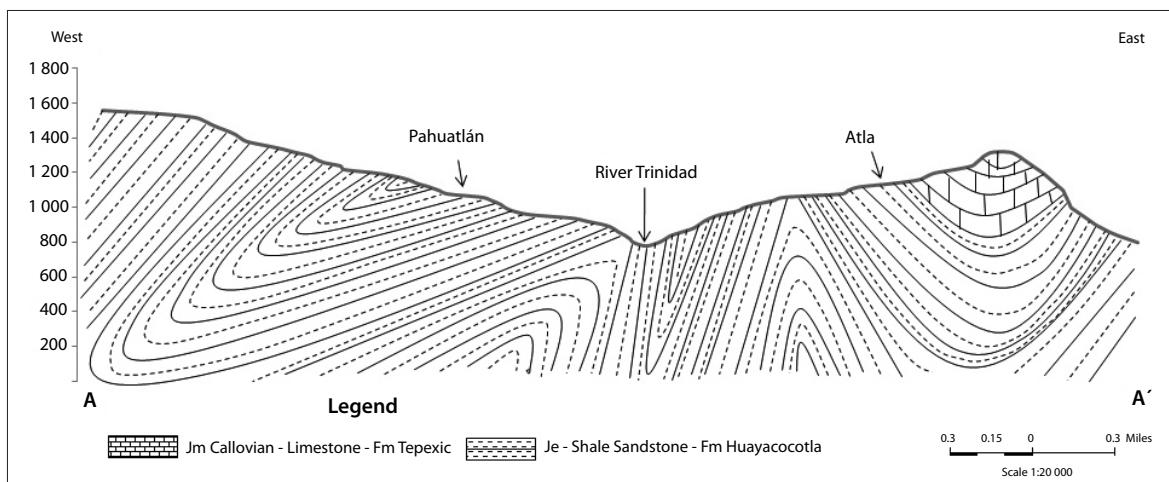 West
East
1 800
1 600
1 400
1 200
1 000
800
600
400
200
Pahuatlán
River Trinidad
Atla
A
A´
Legend
Jm Callovian - Limestone - Fm Tepexic
Je - Shale Sandstone - Fm Huayacocotla
0.3 0.15 0 0.3 Miles
Scale 1:20 000